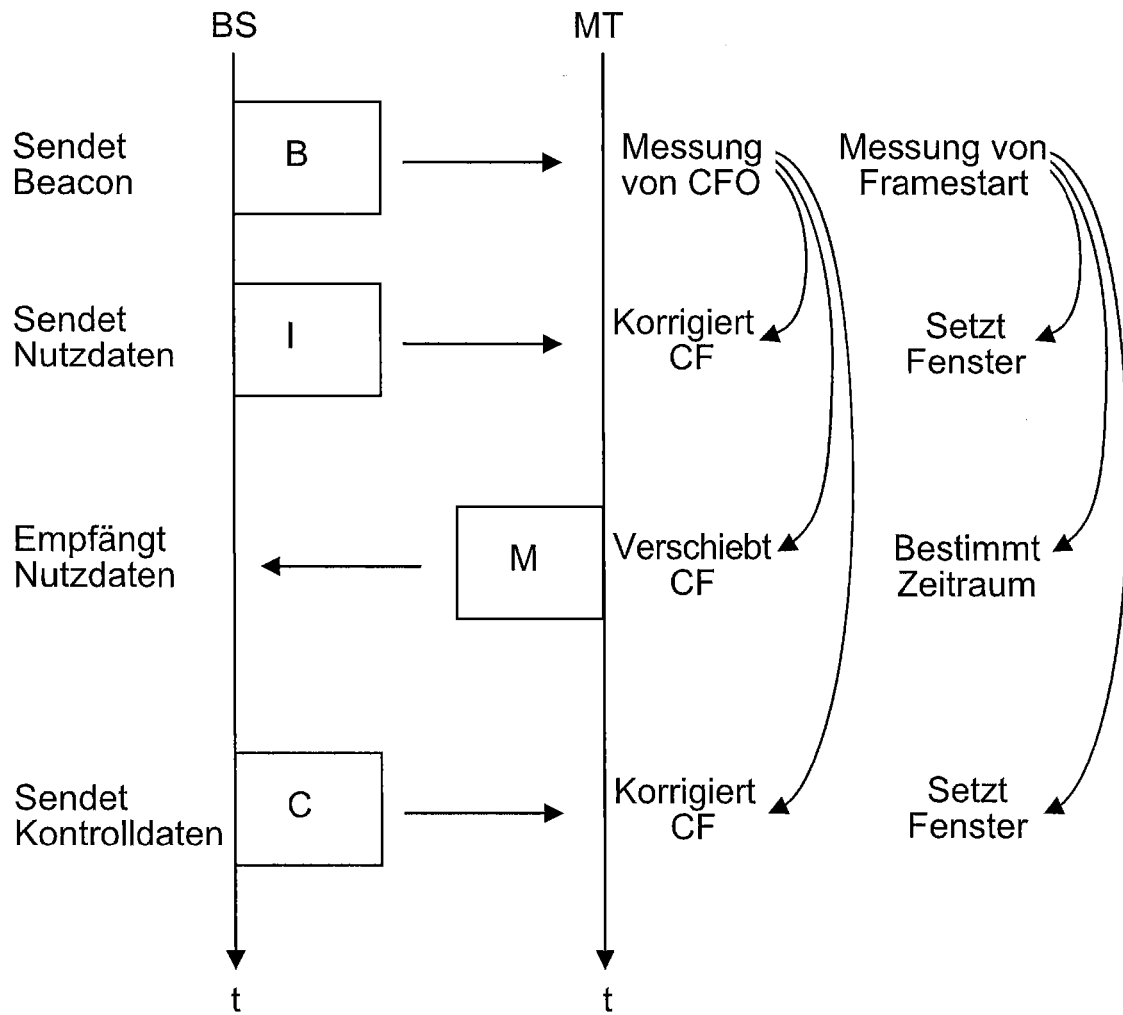 BS
MT
Sendet
Beacon
B
Messung
von CFO
Messung von
Framestart
Sendet
Nutzdaten
I
Korrigiert
CF
Setzt
Fenster
Empfängt
Nutzdaten
M
Verschiebt
CF
Bestimmt
Zeitraum
Sendet
Kontrolldaten
C
Korrigiert
CF
Setzt
Fenster
t
t